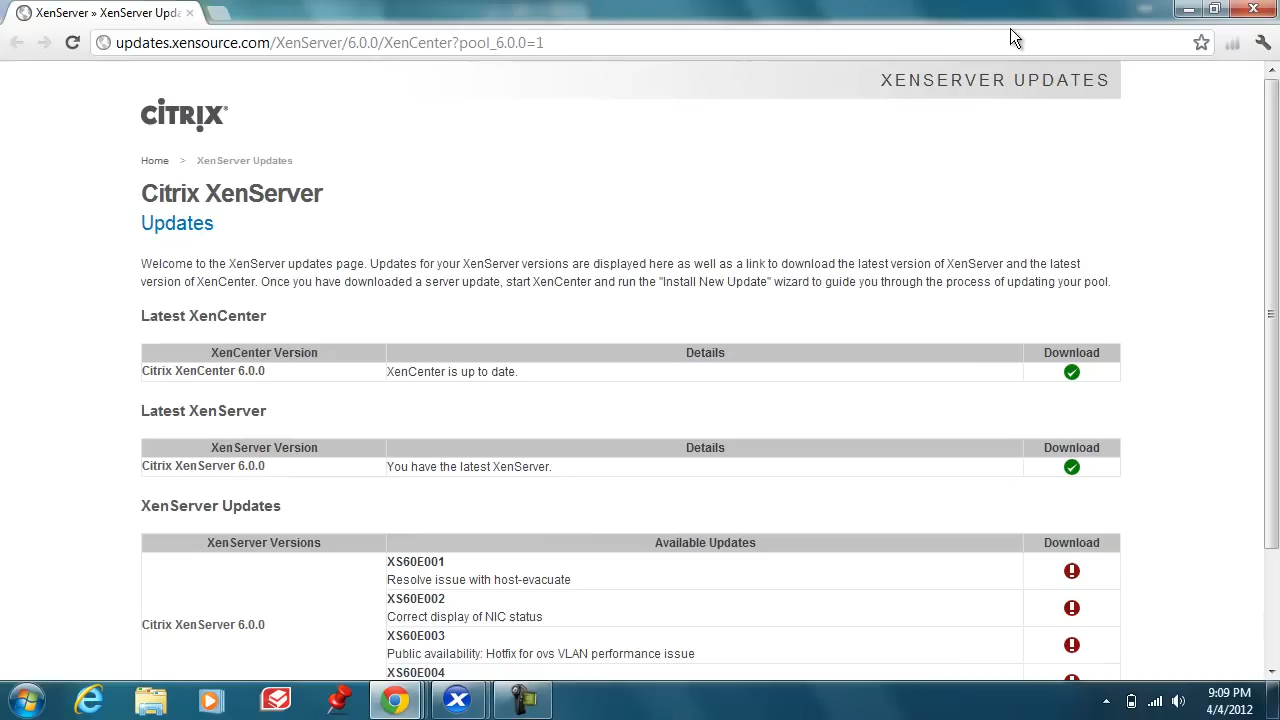 XenServer » XenServer Upda
updates.xensource.com/XenServer/6.0.0/XenCenter?pool_6.0.0=1
XENSERVER UPDATES
CITRIX®
Home > XenServer Updates
Citrix XenServer
Updates
Welcome to the XenServer updates page. Updates for your XenServer versions are displayed here as well as a link to download the latest version of XenServer and the latest
version of XenCenter. Once you have downloaded a server update, start XenCenter and run the "Install New Update" wizard to guide you through the process of updating your pool.
Latest XenCenter
XenCenter Version Details Download
Citrix XenCenter 6.0.0 XenCenter is up to date.
Latest XenServer
XenServer Version Details Download
Citrix XenServer 6.0.0 You have the latest XenServer.
XenServer Updates
XenServer Versions Available Updates Download
XS60E001
Resolve issue with host-evacuate
XS60E002
Correct display of NIC status
Citrix XenServer 6.0.0
XS60E003
Public availability: Hotfix for ovs VLAN performance issue
XS60E004
9:09 PM
4/4/2012